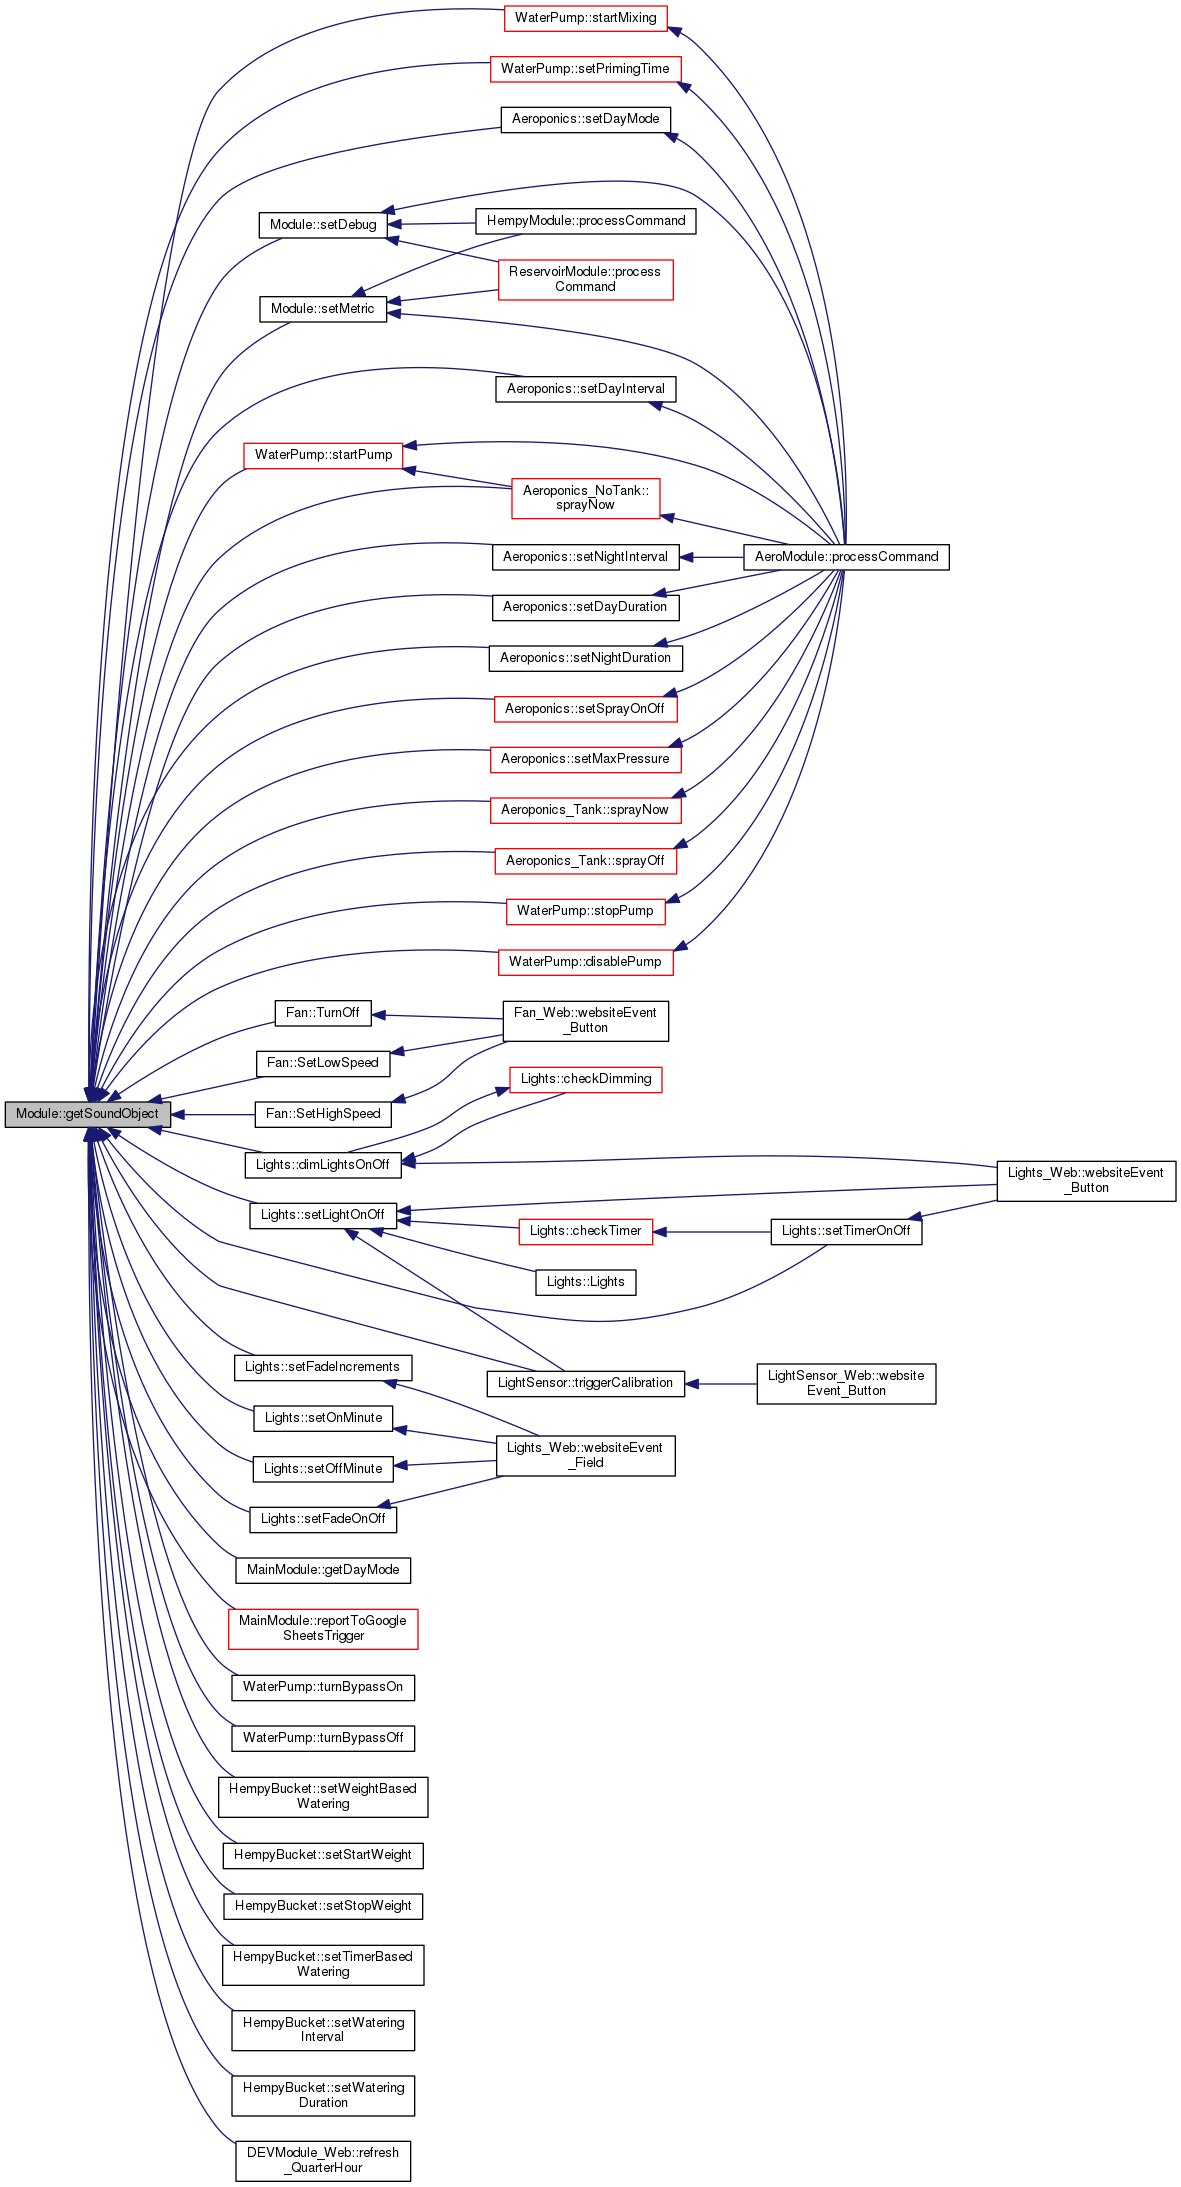 WaterPump::startMixing
WaterPump::setPrimingTime
Aeroponics::setDayMode
Module::setDebug
HempyModule::processCommand
ReservoirModule::process
Command
Module::setMetric
Aeroponics::setDayInterval
WaterPump::startPump
Aeroponics_NoTank::
sprayNow
Aeroponics::setNightInterval
AeroModule::processCommand
Aeroponics::setDayDuration
Aeroponics::setNightDuration
Aeroponics::setSprayOnOff
Aeroponics::setMaxPressure
Aeroponics_Tank::sprayNow
Aeroponics_Tank::sprayOff
WaterPump::stopPump
WaterPump::disablePump
Fan::TurnOff
Fan_Web::websiteEvent
_Button
Fan::SetLowSpeed
Lights::checkDimming
Module::getSoundObject
Fan::SetHighSpeed
Lights::dimLightsOnOff
Lights_Web::websiteEvent
_Button
Lights::setLightOnOff
Lights::checkTimer
Lights::setTimerOnOff
Lights::Lights
Lights::setFadeIncrements
LightSensor::triggerCalibration
LightSensor_Web::website
Event_Button
Lights::setOnMinute
Lights_Web::websiteEvent
_Field
Lights::setOffMinute
Lights::setFadeOnOff
MainModule::getDayMode
MainModule::reportToGoogle
SheetsTrigger
WaterPump::turnBypassOn
WaterPump::turnBypassOff
HempyBucket::setWeightBased
Watering
HempyBucket::setStartWeight
HempyBucket::setStopWeight
HempyBucket::setTimerBased
Watering
HempyBucket::setWatering
Interval
HempyBucket::setWatering
Duration
DEVModule_Web::refresh
_QuarterHour